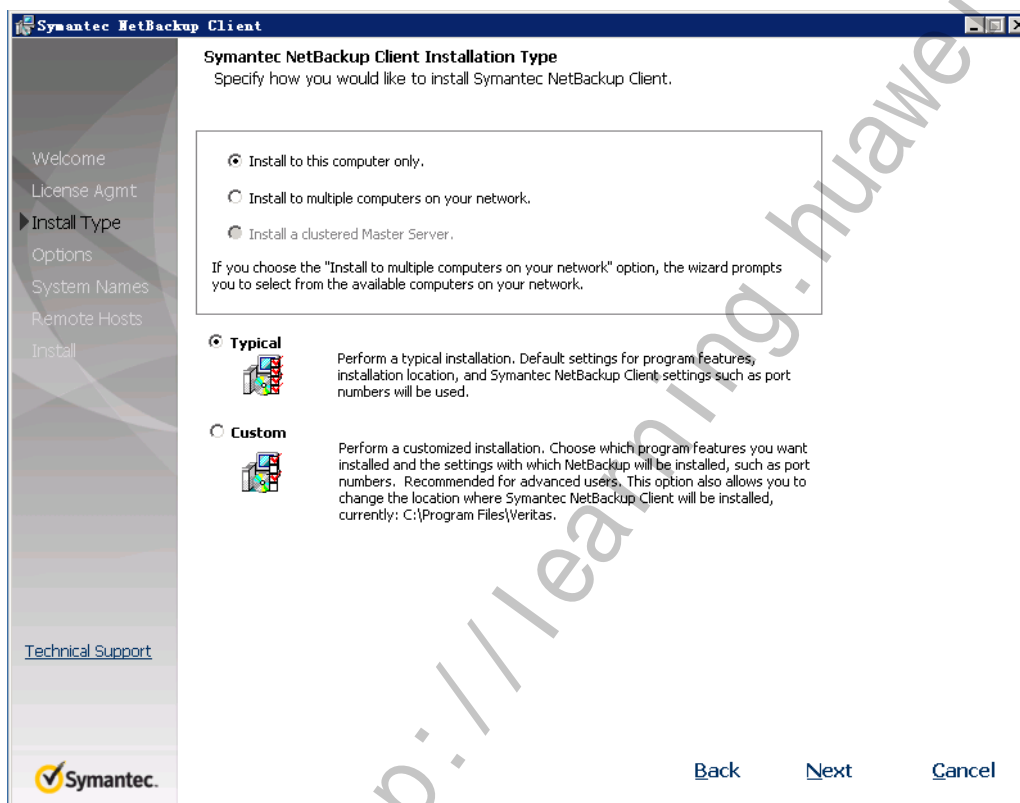 Symantec NetBackup Client
Symantec NetBackup Client Installation Type
Specify how you would like to install Symantec NetBackup Client.
Welcome
License Agmt
Install Type
Options
System Names
Remote Hosts
Install
Install to this computer only.
Install to multiple computers on your network.
Install a clustered Master Server.
If you choose the "Install to multiple computers on your network" option, the wizard prompts
you to select from the available computers on your network.
Typical
Perform a typical installation. Default settings for program features,
installation location, and Symantec NetBackup Client settings such as port
numbers will be used.
Custom
Perform a customized installation. Choose which program features you want
installed and the settings with which NetBackup will be installed, such as port
numbers. Recommended for advanced users. This option also allows you to
change the location where Symantec NetBackup Client will be installed,
currently: C:\Program Files\Veritas.
Technical Support
Symantec.
Back Next Cancel
p://learning.huawe